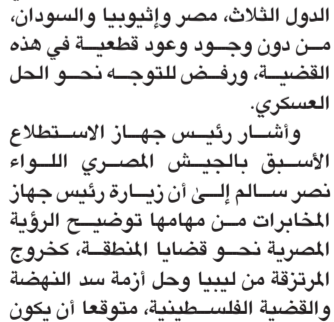 الدول الثلاث، مصر وإثيوبيا والسودان،
من دون وجود وعود قطعية في هذه
القضية، ورفض للتوجه نحو الحل
العسكري.
وأشار رئيس جهاز الاستطلاع
الأسبق بالجيش المصري اللواء
نصر سالم إلى أن زيارة رئيس جهاز
المخابرات من مهامها توضيح الرؤية
المصرية نحو قضايا المنطقة، كخروج
المرتزقة من ليبيا وحل أزمة سد النهضة
والقضية الفلسطينية، متوقعا أن يكون